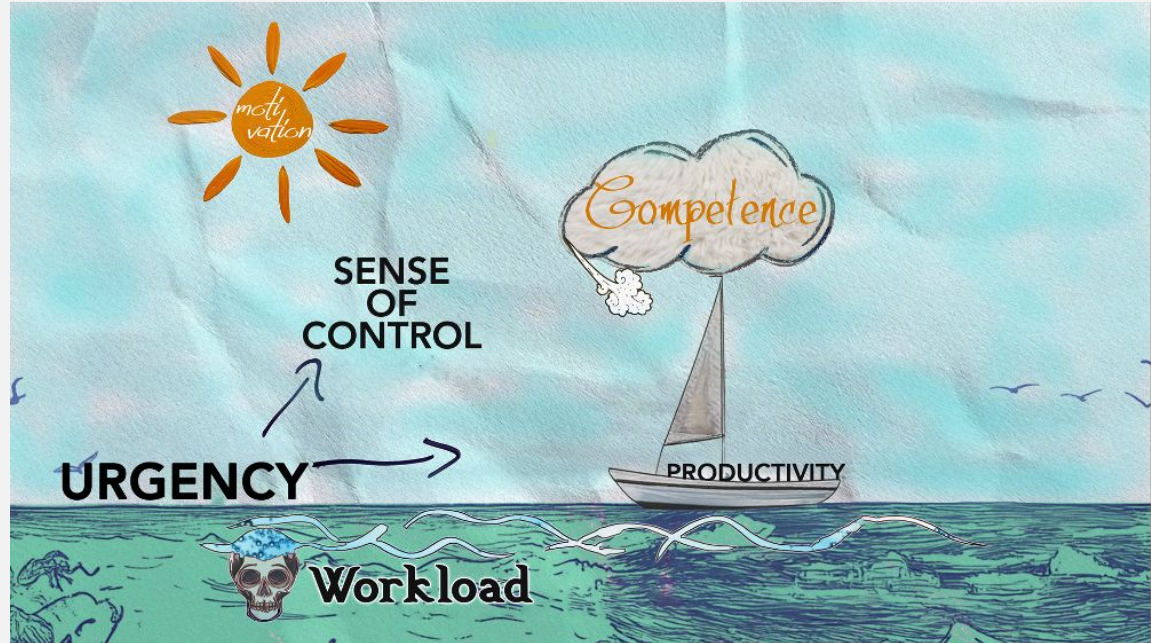 moti
vation
Competence
SENSE
OF
CONTROL
URGENCY
PRODUCTIVITY
Workload